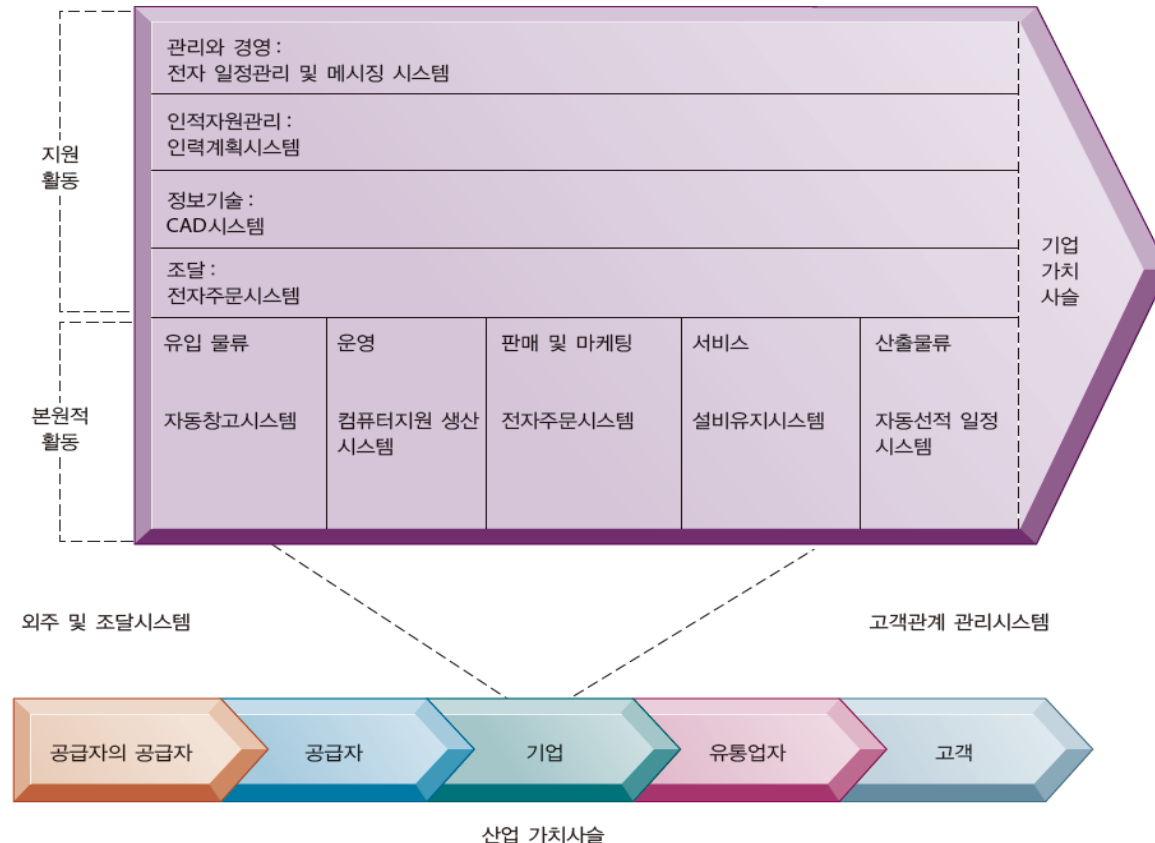 관리와 경영 :
전자 일정관리 및 메시징 시스템
인적자원관리 :
인력계획시스템
지원
활동
정보기술 :
CAD시스템
기업
가치
사슬
조달 :
전자주문시스템
본원적
활동
유입 물류
자동창고시스템
운영
컴퓨터지원 생산
시스템
판매 및 마케팅
전자주문시스템
서비스
설비유지시스템
산출물류
자동선적 일정
시스템
외주 및 조달시스템
고객관계 관리시스템
공급자의 공급자
공급자
기업
유통업자
고객
산업 가치사슬